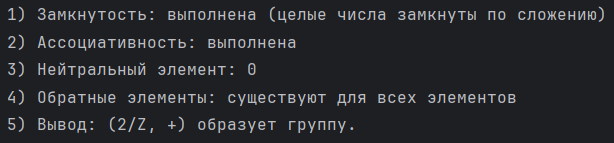 1) Замкнутость: выполнена (целые числа замкнуты по сложению)
2) Ассоциативность: выполнена
3) Нейтральный элемент: 0
4) Обратные элементы: существуют для всех элементов
5) Вывод: (2/Z, +) образует группу.